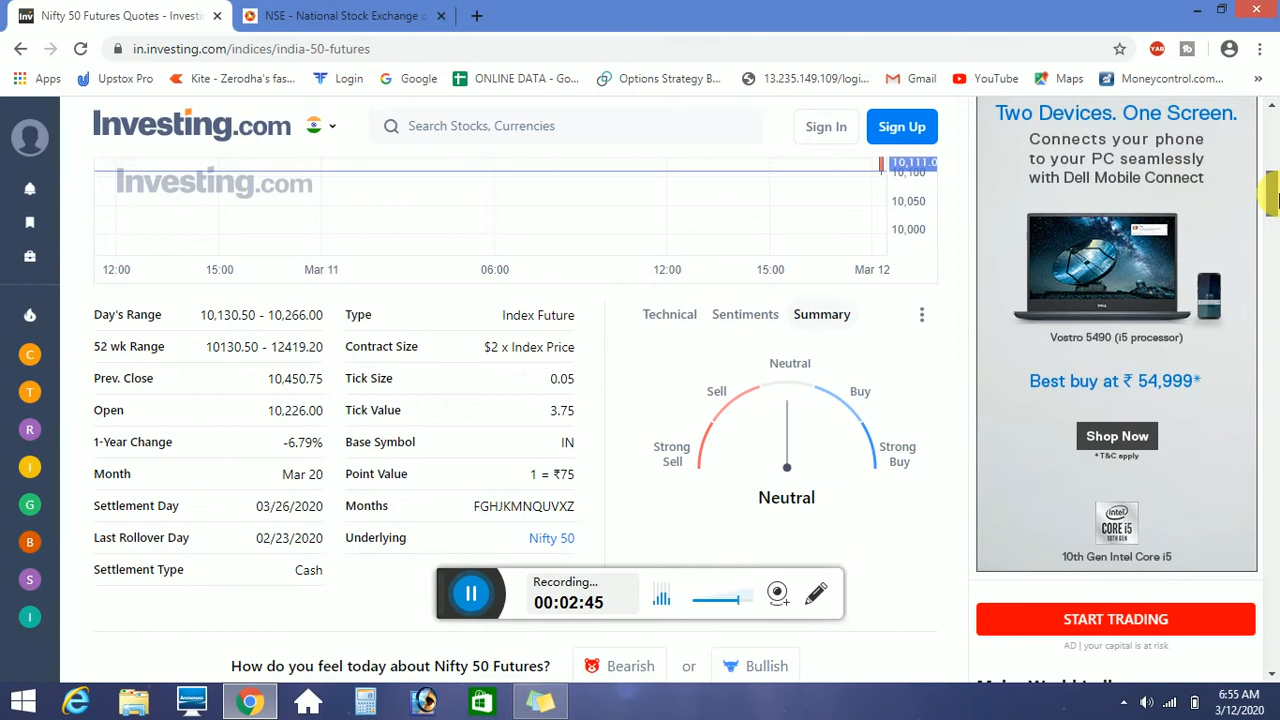 Nifty 50 Futures Quotes - Investi
NSE - National Stock Exchange o
in.investing.com/indices/india-50-futures
Apps
Upstox Pro
Kite - Zerodha's fas...
Login
Google
ONLINE DATA - Go...
Options Strategy B...
13.235.149.109/logi...
Gmail
YouTube
Maps
Moneycontrol.com...
»
Investing.com
Search Stocks, Currencies
Sign In
Sign Up
Investing.com
10,111.0
10,100
10,050
10,000
12:00 15:00 Mar 11 06:00 12:00 15:00 Mar 12
Day's Range 10,130.50 - 10,266.00
52 wk Range 10130.50 - 12419.20
Prev. Close 10,450.75
Open 10,226.00
1-Year Change -6.79%
Month Mar 20
Settlement Day 03/26/2020
Last Rollover Day 02/23/2020
Settlement Type Cash
Type Index Future
Contract Size $2 x Index Price
Tick Size 0.05
Tick Value 3.75
Base Symbol IN
Point Value 1 = ₹75
Months FGHJKMNQUVXZ
Underlying Nifty 50
Technical Sentiments Summary
Neutral
Sell Buy
Strong Sell
Strong Buy
Neutral
C
T
R
I
G
B
S
I
Recording...
00:02:45
How do you feel today about Nifty 50 Futures? Bearish or Bullish
Two Devices. One Screen.
Connects your phone
to your PC seamlessly
with Dell Mobile Connect
DELL
Vostro 5490 (i5 processor)
Best buy at ₹ 54,999*
Shop Now
*T&C apply
intel
CORE i5
10TH GEN
10th Gen Intel Core i5
START TRADING
AD | your capital is at risk
6:55 AM
3/12/2020